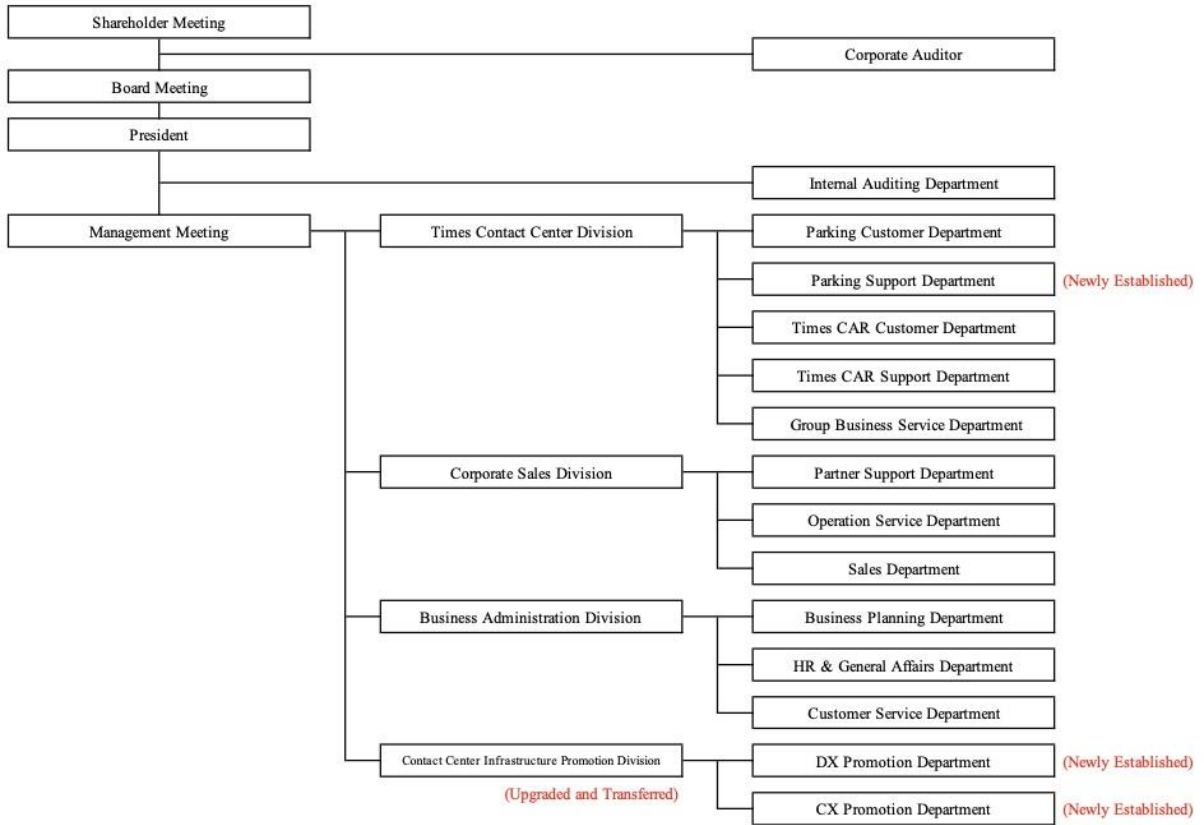 Shareholder Meeting
Corporate Auditor
Board Meeting
President
Internal Auditing Department
Management Meeting
Times Contact Center Division
Parking Customer Department
Parking Support Department
(Newly Established)
Times CAR Customer Department
Times CAR Support Department
Group Business Service Department
Corporate Sales Division
Partner Support Department
Operation Service Department
Sales Department
Business Administration Division
Business Planning Department
HR & General Affairs Department
Customer Service Department
Contact Center Infrastructure Promotion Division
(Upgraded and Transferred)
DX Promotion Department
(Newly Established)
CX Promotion Department
(Newly Established)